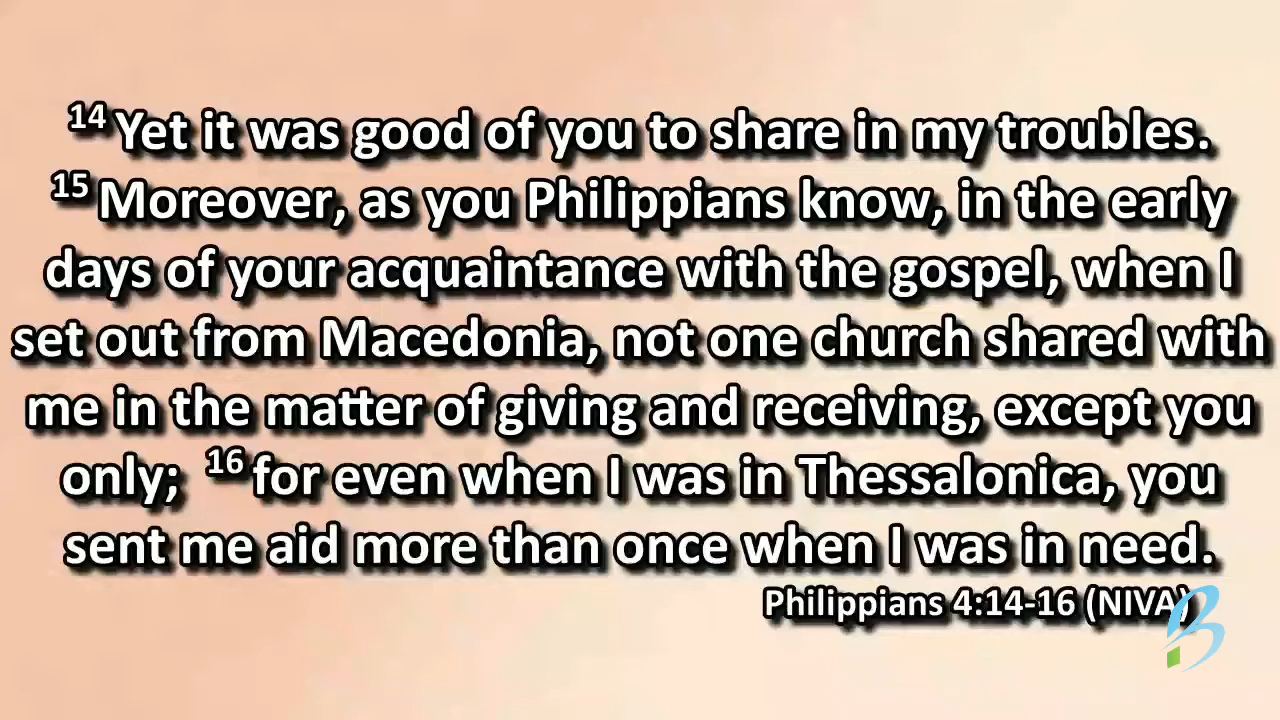 14 Yet it was good of you to share in my troubles.
15 Moreover, as you Philippians know, in the early
days of your acquaintance with the gospel, when I
set out from Macedonia, not one church shared with
me in the matter of giving and receiving, except you
only; 16 for even when I was in Thessalonica, you
sent me aid more than once when I was in need.
Philippians 4:14-16 (NIVA)
B